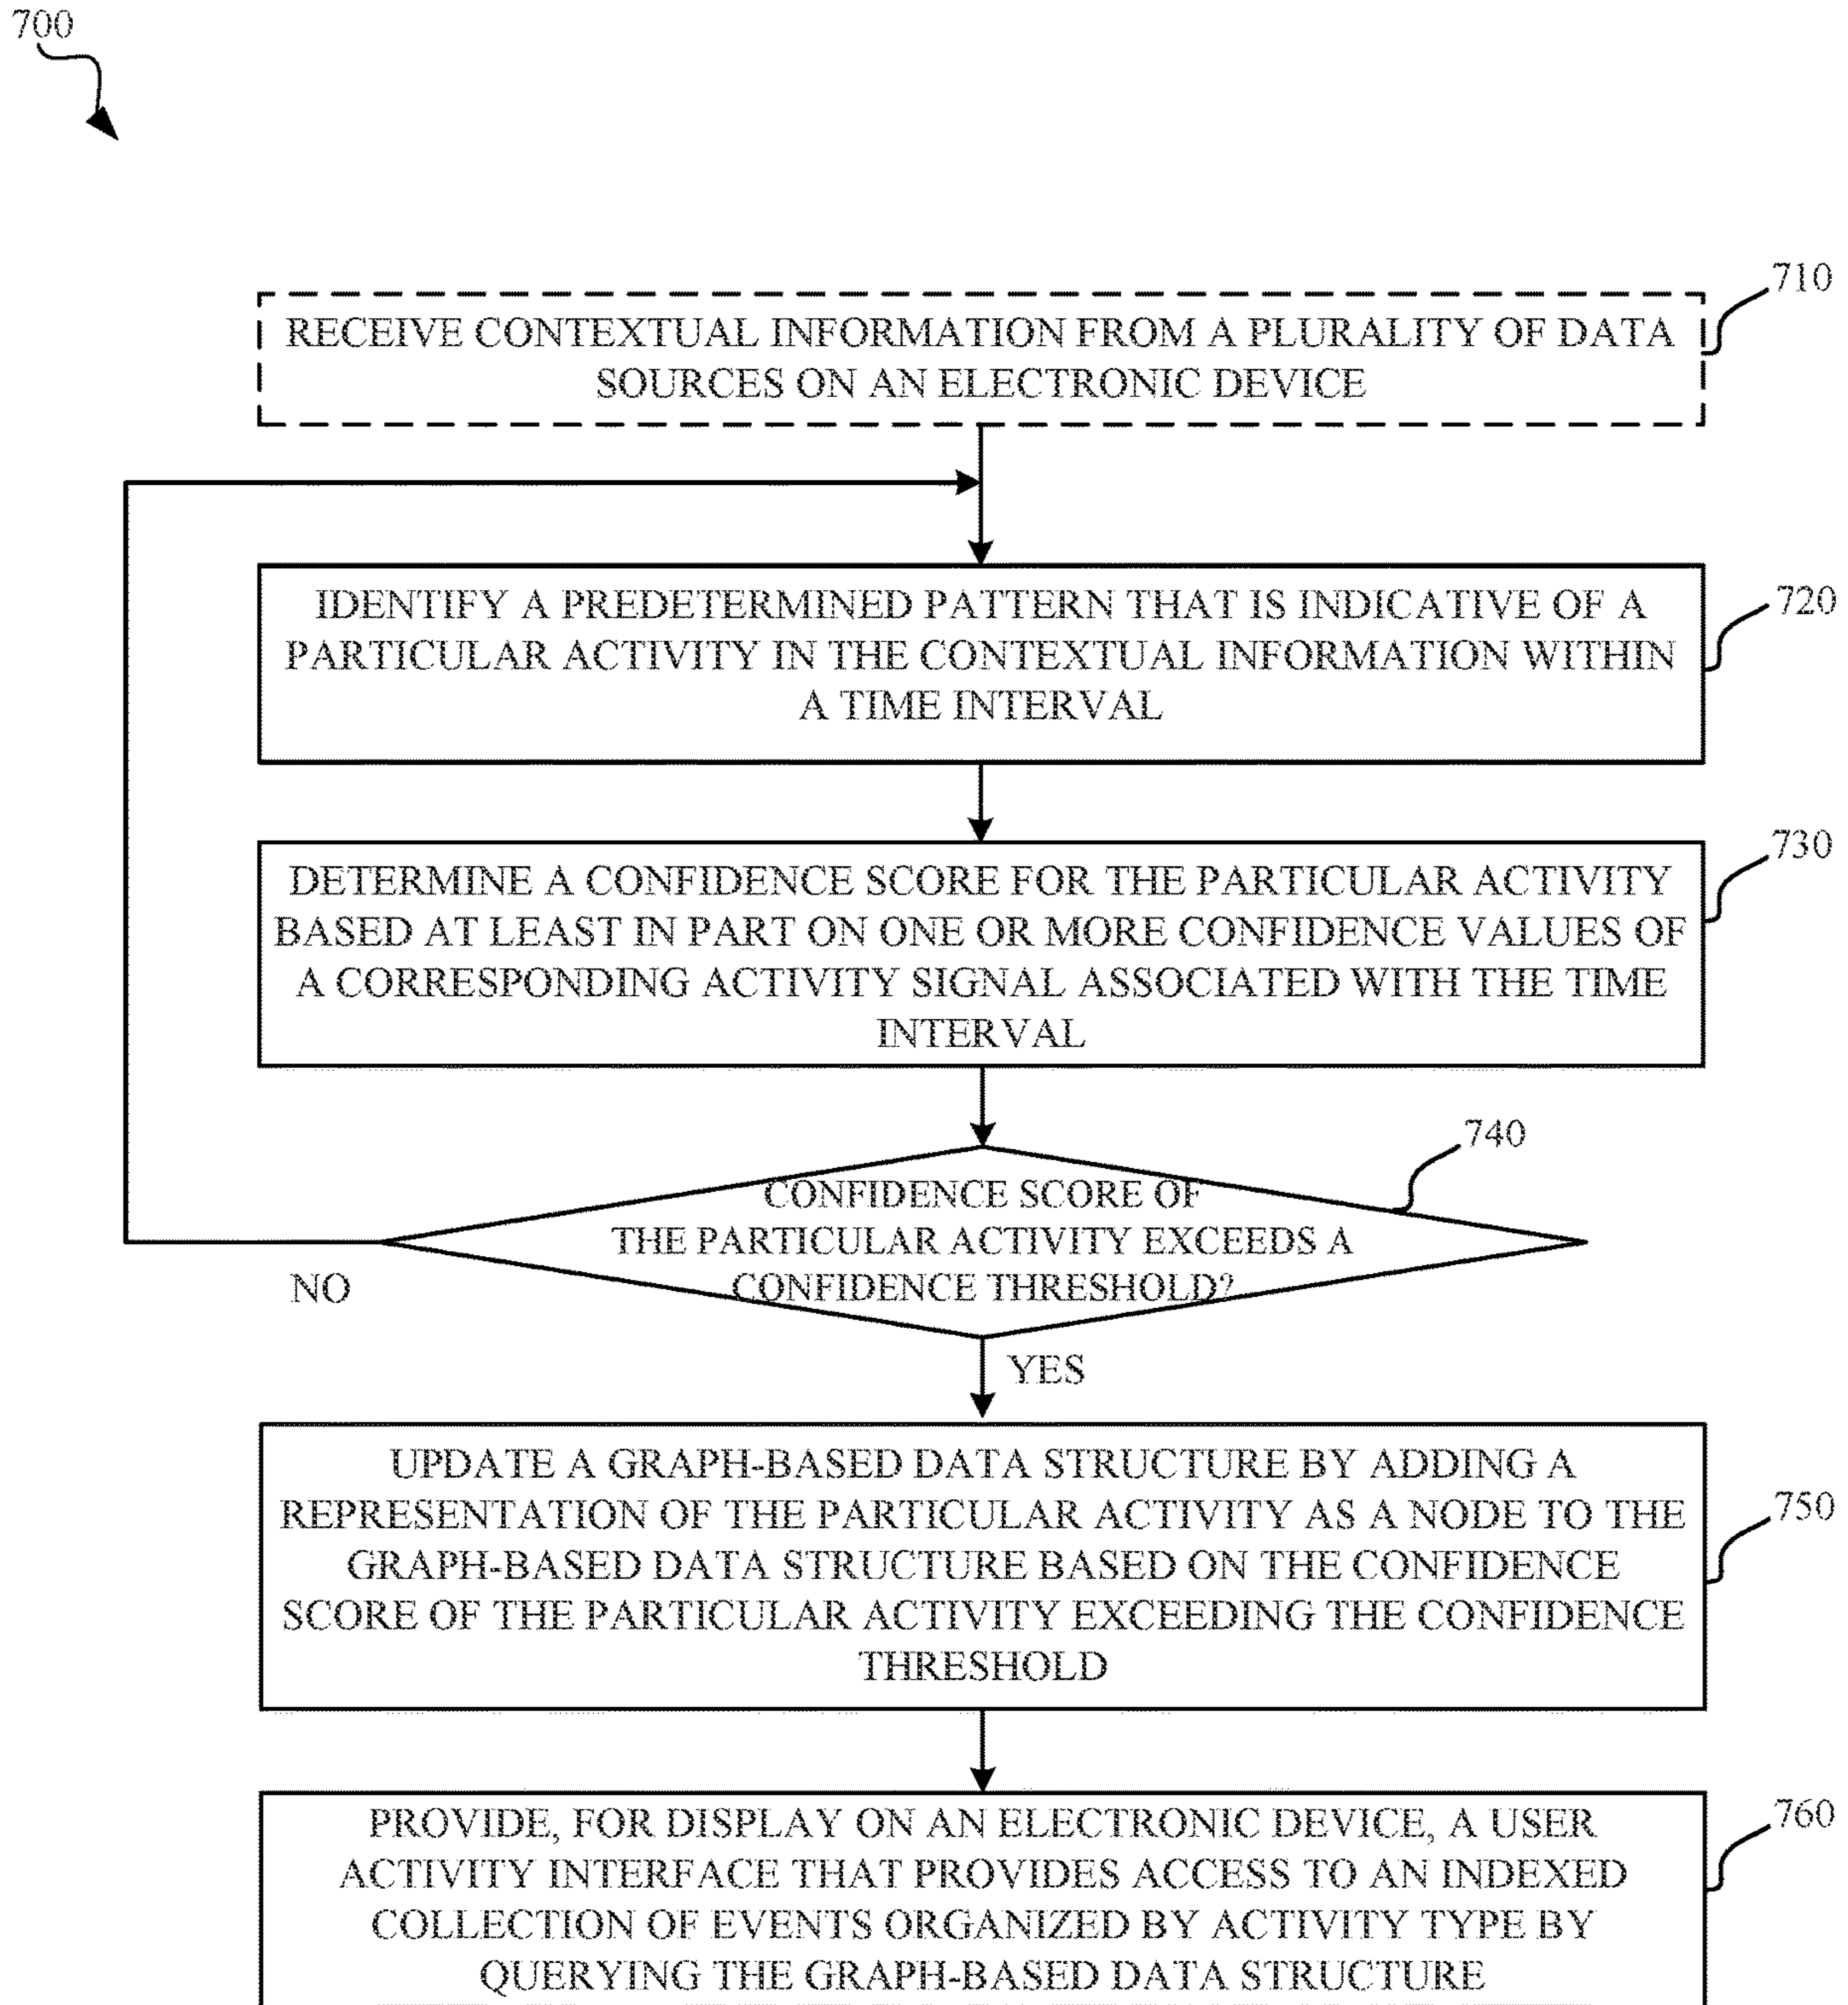 700
710
RECEIVE CONTEXTUAL INFORMATION FROM A PLURALITY OF DATA
SOURCES ON AN ELECTRONIC DEVICE
720
IDENTIFY A PREDETERMINED PATTERN THAT IS INDICATIVE OF A
PARTICULAR ACTIVITY IN THE CONTEXTUAL INFORMATION WITHIN
A TIME INTERVAL
730
DETERMINE A CONFIDENCE SCORE FOR THE PARTICULAR ACTIVITY
BASED AT LEAST IN PART ON ONE OR MORE CONFIDENCE VALUES OF
A CORRESPONDING ACTIVITY SIGNAL ASSOCIATED WITH THE TIME
INTERVAL
740
CONFIDENCE SCORE OF
THE PARTICULAR ACTIVITY EXCEEDS A
CONFIDENCE THRESHOLD?
NO
YES
750
UPDATE A GRAPH-BASED DATA STRUCTURE BY ADDING A
REPRESENTATION OF THE PARTICULAR ACTIVITY AS A NODE TO THE
GRAPH-BASED DATA STRUCTURE BASED ON THE CONFIDENCE
SCORE OF THE PARTICULAR ACTIVITY EXCEEDING THE CONFIDENCE
THRESHOLD
760
PROVIDE, FOR DISPLAY ON AN ELECTRONIC DEVICE, A USER
ACTIVITY INTERFACE THAT PROVIDES ACCESS TO AN INDEXED
COLLECTION OF EVENTS ORGANIZED BY ACTIVITY TYPE BY
QUERYING THE GRAPH-BASED DATA STRUCTURE